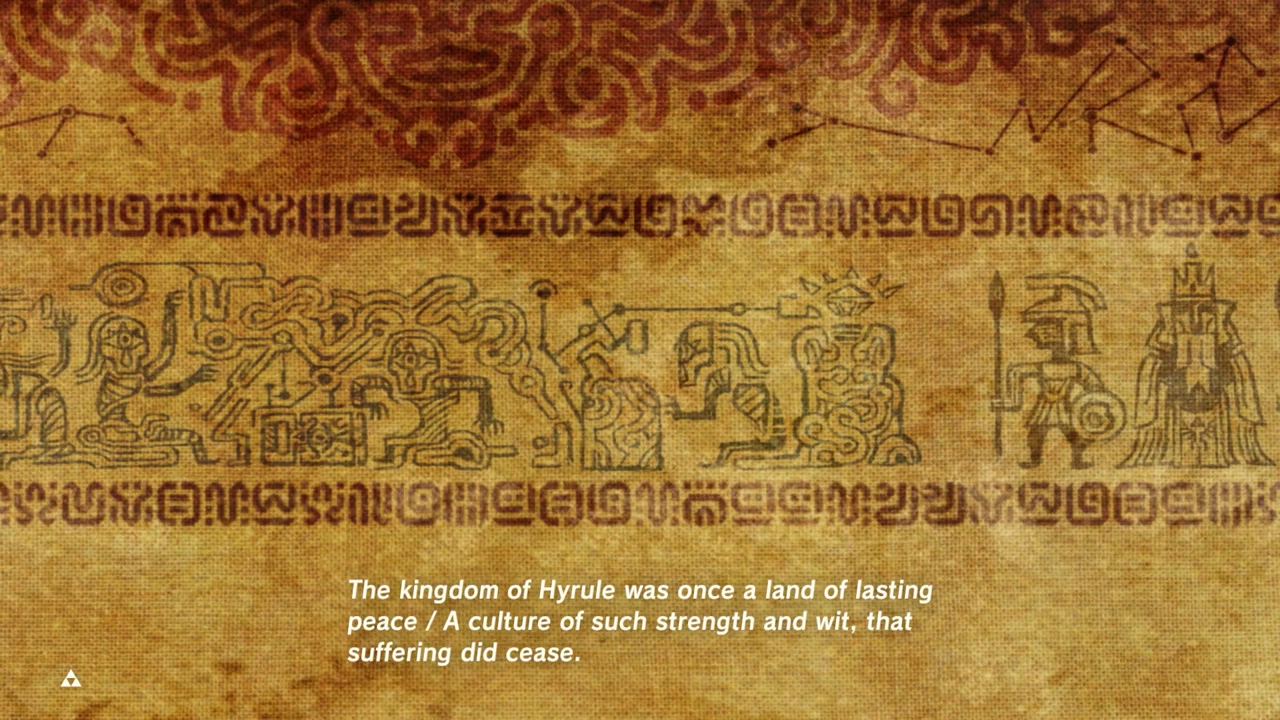 The kingdom of Hyrule was once a land of lasting
peace / A culture of such strength and wit, that
suffering did cease.